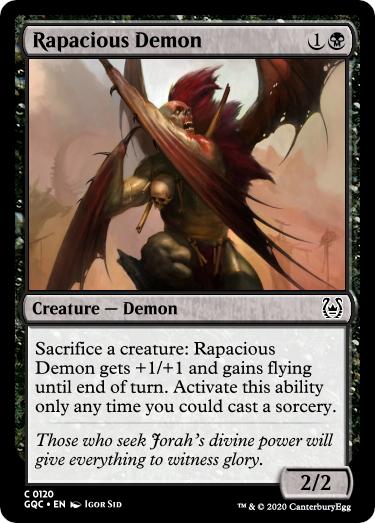 Rapacious Demon 1
Creature — Demon
Sacrifice a creature: Rapacious
Demon gets +1/+1 and gains flying
until end of turn. Activate this ability
only any time you could cast a sorcery.
Those who seek Jorah's divine power will
give everything to witness glory.
2/2
C 0120
GQC • EN Igor Sid
™ & © 2020 CanterburyEgg